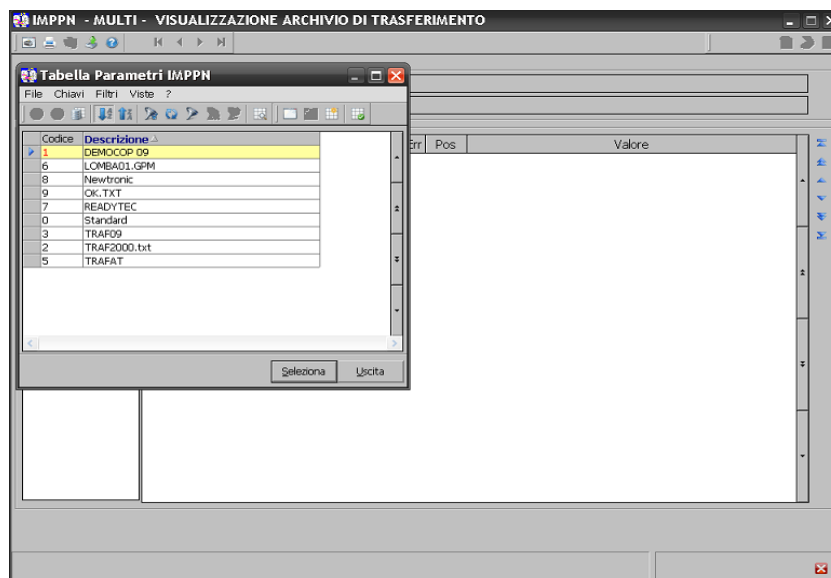 IMPPN - MULTI - VISUALIZZAZIONE ARCHIVIO DI TRASFERIMENTO
Tabella Parametri IMPPN
File Chiavi Filtri Viste ?
Codice Descrizione
1 DEMOCOP 09
6 LOMBA01.GPM
8 Newtronic
9 OK.TXT
7 READYTEC
0 Standard
3 TRAF09
2 TRAF2000.txt
5 TRAFAT
Err Pos Valore
Seleziona Uscita